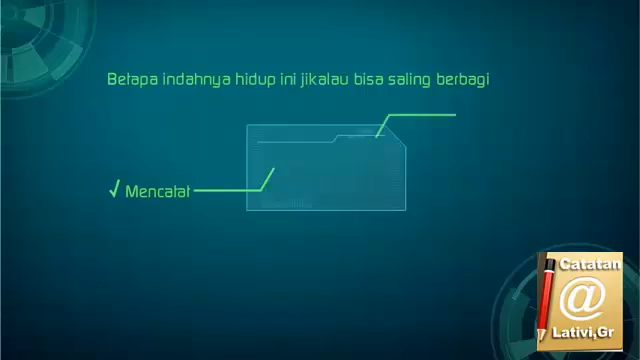 Betapa indahnya hidup ini jikalau bisa saling berbagi
√ Mencatat
Catatan
@
Lativi,Gr